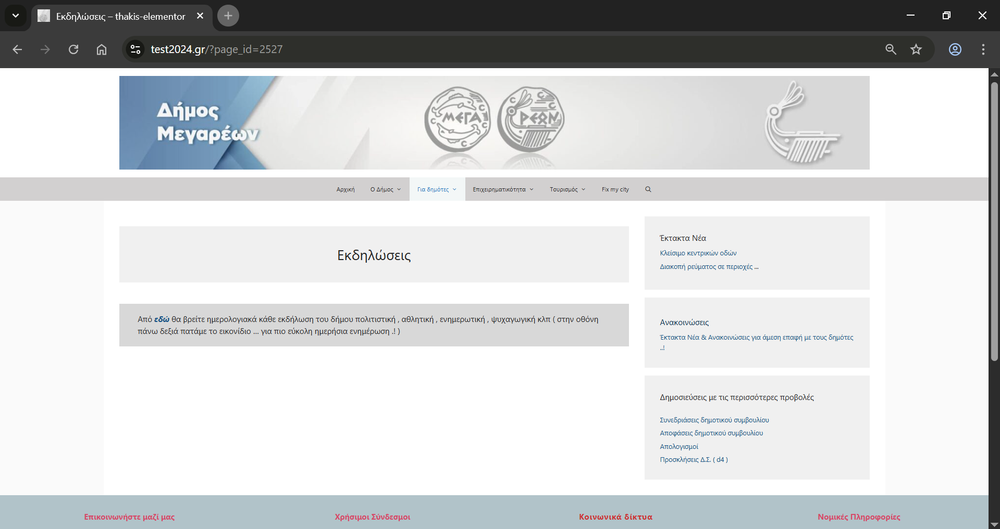 Εκδηλώσεις – thakis-elementor
test2024.gr/?page_id=2527
Δήμος
Μεγαρέων
ΜΕΓΑ
ΡΕΩΝ
Αρχική
Ο Δήμος
Για δημότες
Επιχειρηματικότητα
Τουρισμός
Fix my city
Εκδηλώσεις
Από εδώ θα βρείτε ημερολογιακά κάθε εκδήλωση του δήμου πολιτιστική , αθλητική , ενημερωτική , ψυχαγωγική κλπ ( στην οθόνη
πάνω δεξιά πατάμε το εικονίδιο ... για πιο εύκολη ημερήσια ενημέρωση .! )
Έκτακτα Νέα
Κλείσιμο κεντρικών οδών
Διακοπή ρεύματος σε περιοχές ...
Ανακοινώσεις
Έκτακτα Νέα & Ανακοινώσεις για άμεση επαφή με τους δημότες
..!
Δημοσιεύσεις με τις περισσότερες προβολές
Συνεδριάσεις δημοτικού συμβουλίου
Αποφάσεις δημοτικού συμβουλίου
Απολογισμοί
Προσκλήσεις Δ.Σ. ( d4 )
Επικοινωνήστε μαζί μας
Χρήσιμοι Σύνδεσμοι
Κοινωνικά δίκτυα
Νομικές Πληροφορίες